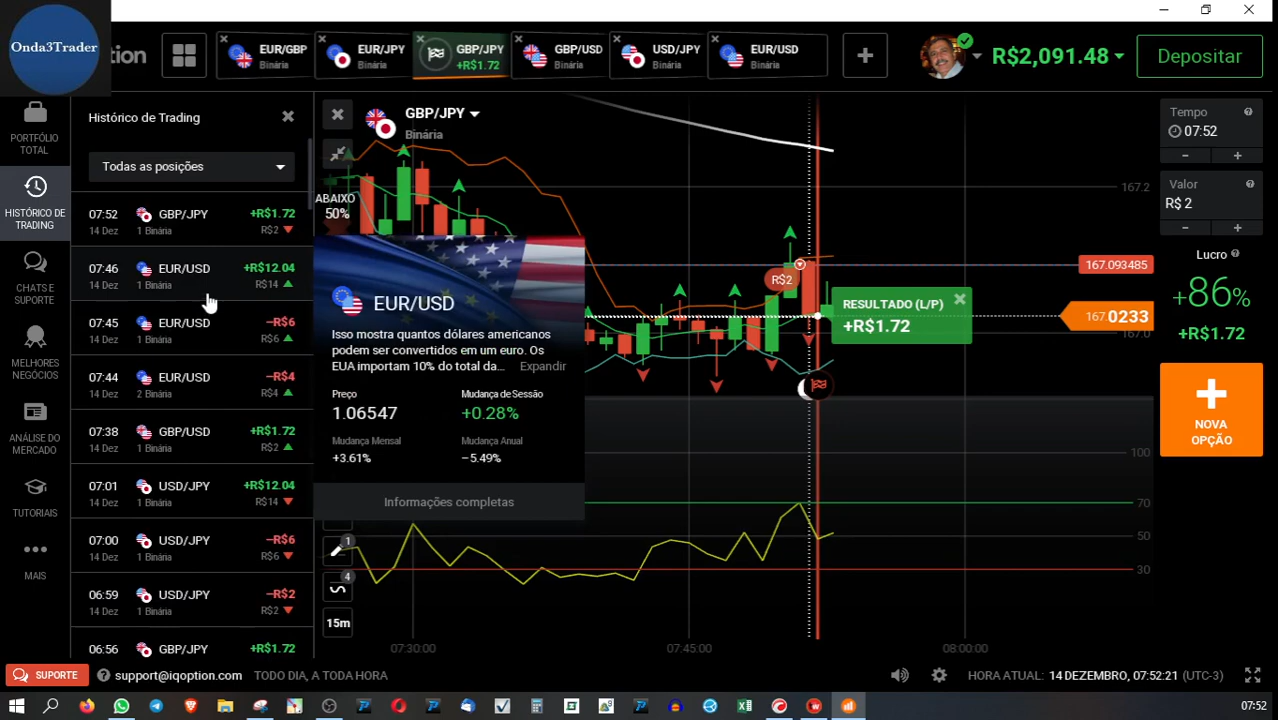 Onda3Trader
tion
EUR/GBP
Binária
EUR/JPY
Binária
GBP/JPY
+R$1.72
GBP/USD
Binária
USD/JPY
Binária
EUR/USD
Binária
R$2,091.48
Depositar
PORTFÓLIO
TOTAL
HISTÓRICO DE
TRADING
CHATS E
SUPORTE
MELHORES
NEGÓCIOS
ANÁLISE DO
MERCADO
TUTORIAIS
MAIS
Histórico de Trading
Todas as posições
07:52 GBP/JPY +R$1.72
14 Dez 1 Binária R$2
07:46 EUR/USD +R$12.04
14 Dez 1 Binária R$14
07:45 EUR/USD −R$6
14 Dez 1 Binária R$6
07:44 EUR/USD −R$4
14 Dez 2 Binária R$4
07:38 GBP/USD +R$1.72
14 Dez 1 Binária R$2
07:01 USD/JPY +R$12.04
14 Dez 1 Binária R$14
07:00 USD/JPY −R$6
14 Dez 1 Binária R$6
06:59 USD/JPY −R$2
14 Dez 1 Binária R$2
06:56 GBP/JPY +R$1.72
GBP/JPY
Binária
ABAIXO
50%
EUR/USD
Isso mostra quantos dólares americanos
podem ser convertidos em um euro. Os
EUA importam 10% do total da... Expandir
Preço Mudança de Sessão
1.06547 +0.28%
Mudança Mensal Mudança Anual
+3.61% −5.49%
Informações completas
1
4
15m
R$2
RESULTADO (L/P)
+R$1.72
167.2
167.093485
167.0233
167.0
100
70
50
30
07:30:00 07:45:00 08:00:00
Tempo
07:52
- +
Valor
R$ 2
- +
Lucro
+86%
+R$1.72
NOVA
OPÇÃO
SUPORTE
support@iqoption.com TODO DIA, A TODA HORA
HORA ATUAL: 14 DEZEMBRO, 07:52:21 (UTC-3)
07:52